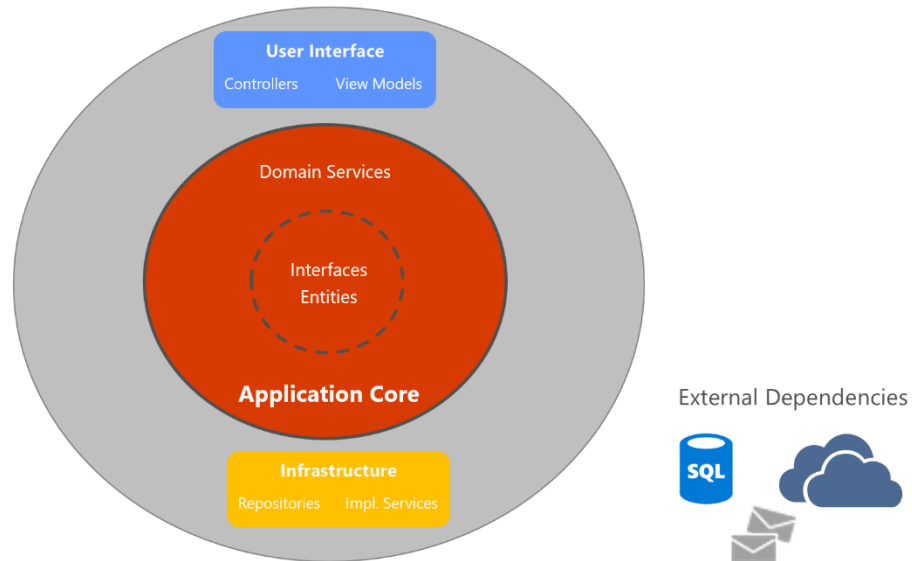 User Interface
Controllers View Models
Domain Services
Interfaces
Entities
Application Core
Infrastructure
Repositories Impl. Services
External Dependencies
SQL